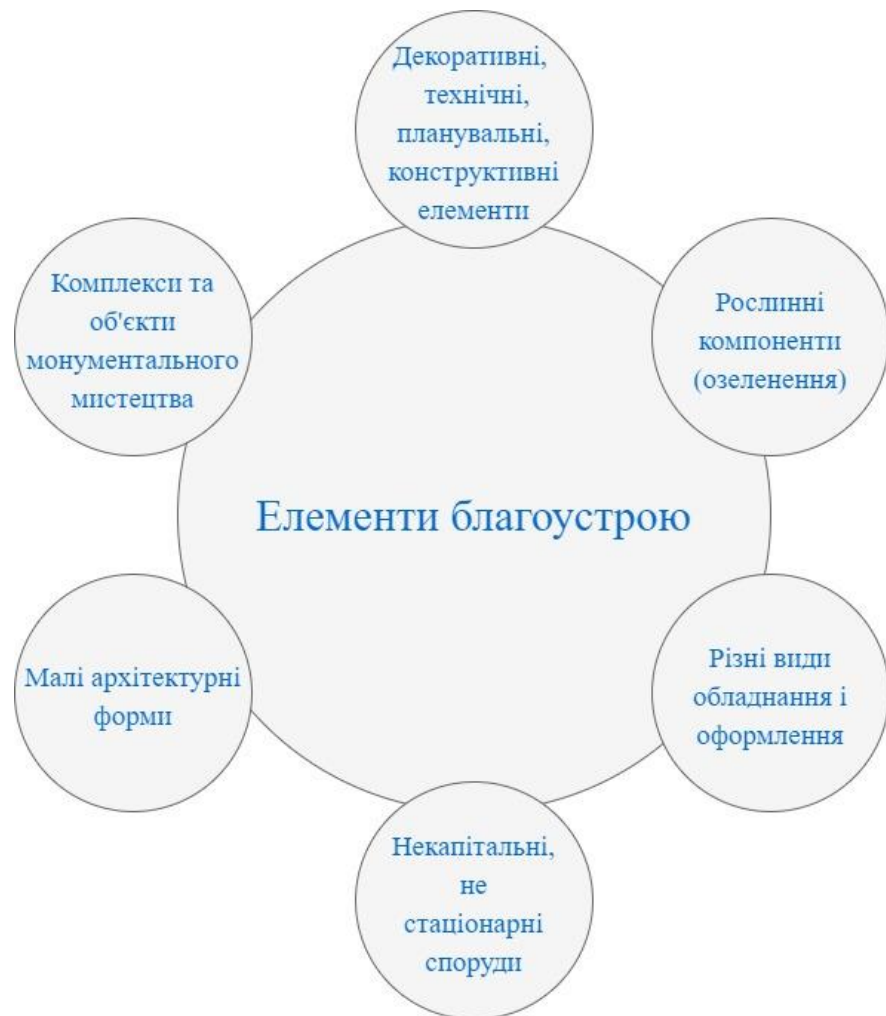 Декоративні,
технічні,
планувальні,
конструктивні
елементи
Комплекси та
об'єкти
монументального
мистецтва
Рослинні
компоненти
(озеленення)
Елементи благоустрою
Малі архітектурні
форми
Різні види
обладнання і
оформлення
Некапітальні,
не
стаціонарні
споруди